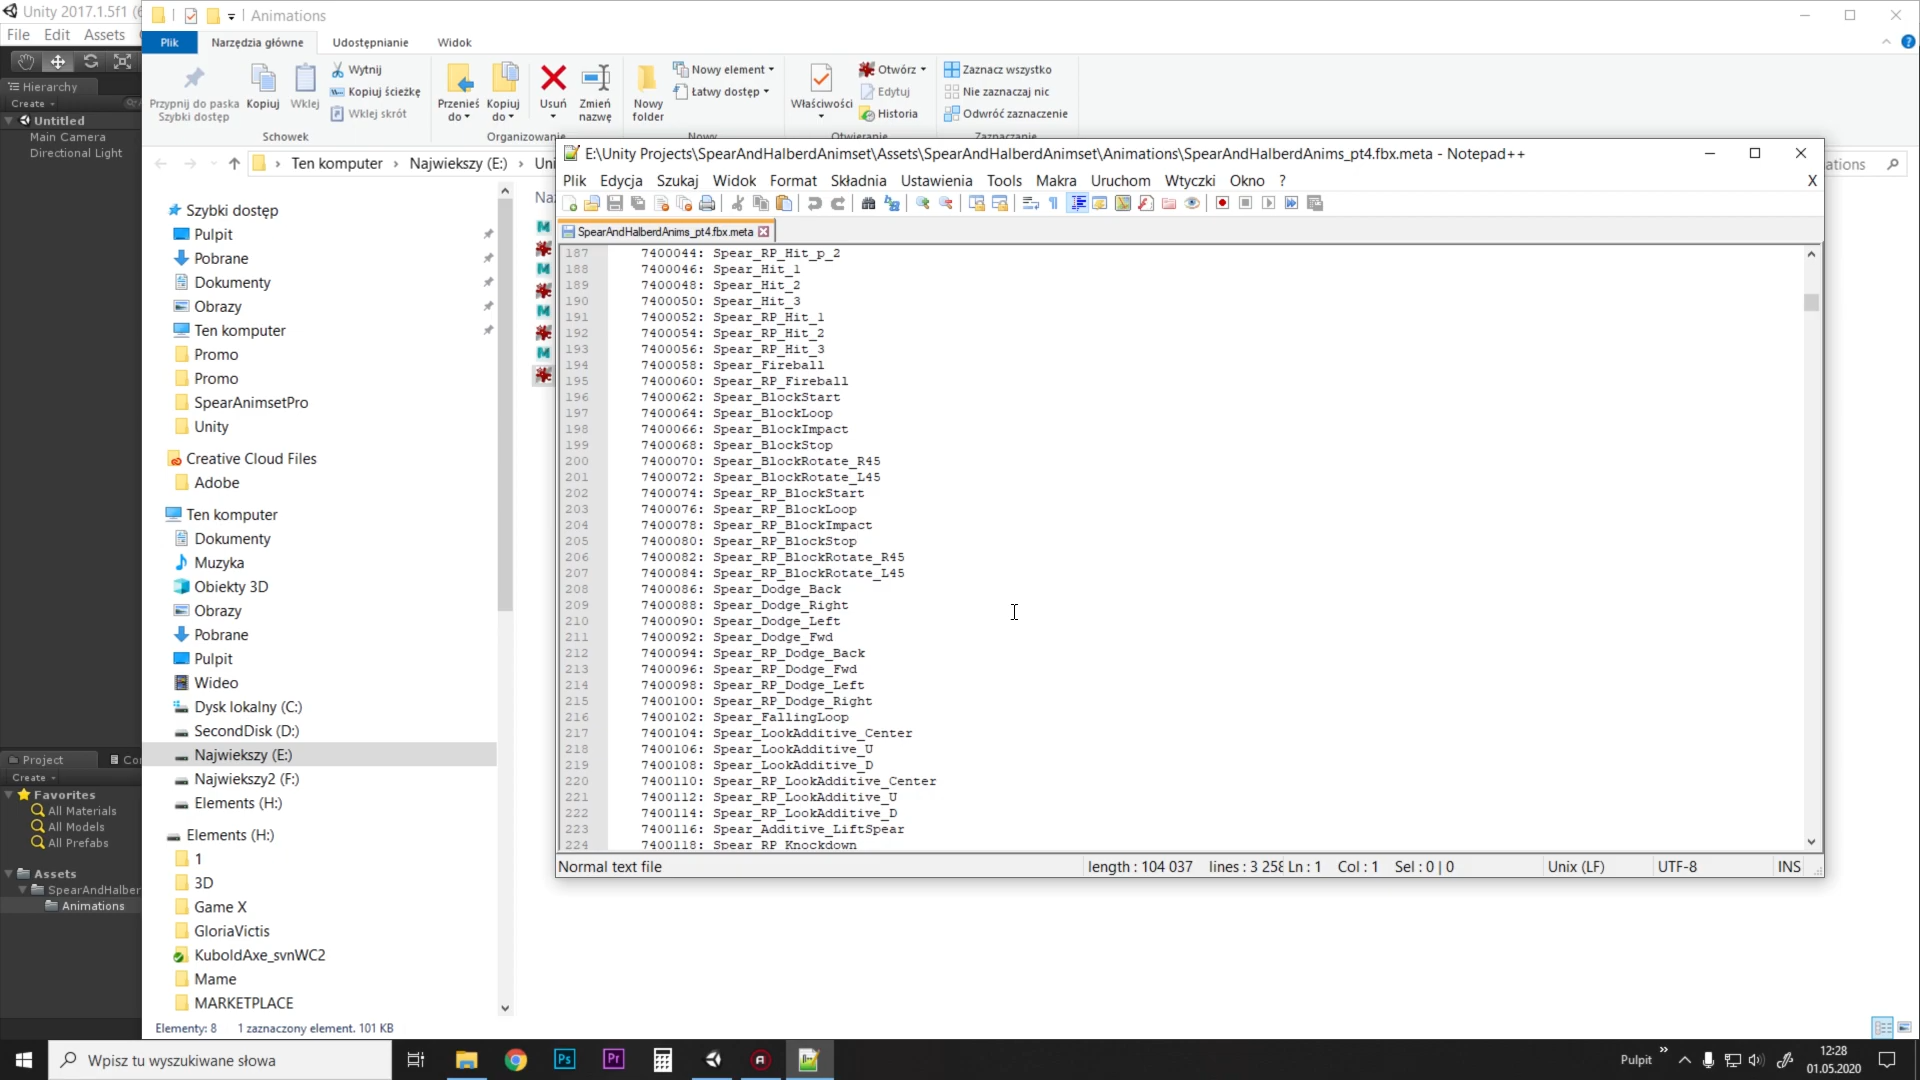 Unity 2017.1.5f1 (6
File Edit Assets
Hierarchy
Create
Untitled
Main Camera
Directional Light
Project
Create
Favorites
All Materials
All Models
All Prefabs
Assets
SpearAndHalber
Animations
Animations
Plik Narzędzia główne Udostępnianie Widok
Przypnij do paska
Szybki dostęp
Kopiuj
Wklej
Wytnij
Kopiuj ścieżkę
Wklej skrót
Schowek
Przenieś
do
Kopiuj
do
Usuń
Zmień
nazwę
Organizowanie
Nowy
folder
Nowy element
Łatwy dostęp
Nowy
Właściwości
Otwórz
Edytuj
Historia
Otwieranie
Zaznacz wszystko
Nie zaznaczaj nic
Odwróć zaznaczenie
Zaznaczanie
Ten komputer Najwiekszy (E:) Uni
ations
Szybki dostęp
Pulpit
Pobrane
Dokumenty
Obrazy
Ten komputer
Promo
Promo
SpearAnimsetPro
Unity
Creative Cloud Files
Adobe
Ten komputer
Dokumenty
Muzyka
Obiekty 3D
Obrazy
Pobrane
Pulpit
Wideo
Dysk lokalny (C:)
SecondDisk (D:)
Najwiekszy (E:)
Najwiekszy2 (F:)
Elements (H:)
Elements (H:)
1
3D
Game X
GloriaVictis
KuboldAxe_svnWC2
Mame
MARKETPLACE
Elementy: 8 1 zaznaczony element. 101 KB
E:\Unity Projects\SpearAndHalberdAnimset\Assets\SpearAndHalberdAnimset\Animations\SpearAndHalberdAnims_pt4.fbx.meta - Notepad++
Plik Edycja Szukaj Widok Format Składnia Ustawienia Tools Makra Uruchom Wtyczki Okno ? X
SpearAndHalberdAnims_pt4.fbx.meta
187 7400044: Spear_RP_Hit_p_2
188 7400046: Spear_Hit_1
189 7400048: Spear_Hit_2
190 7400050: Spear_Hit_3
191 7400052: Spear_RP_Hit_1
192 7400054: Spear_RP_Hit_2
193 7400056: Spear_RP_Hit_3
194 7400058: Spear_Fireball
195 7400060: Spear_RP_Fireball
196 7400062: Spear_BlockStart
197 7400064: Spear_BlockLoop
198 7400066: Spear_BlockImpact
199 7400068: Spear_BlockStop
200 7400070: Spear_BlockRotate_R45
201 7400072: Spear_BlockRotate_L45
202 7400074: Spear_RP_BlockStart
203 7400076: Spear_RP_BlockLoop
204 7400078: Spear_RP_BlockImpact
205 7400080: Spear_RP_BlockStop
206 7400082: Spear_RP_BlockRotate_R45
207 7400084: Spear_RP_BlockRotate_L45
208 7400086: Spear_Dodge_Back
209 7400088: Spear_Dodge_Right
210 7400090: Spear_Dodge_Left
211 7400092: Spear_Dodge_Fwd
212 7400094: Spear_RP_Dodge_Back
213 7400096: Spear_RP_Dodge_Fwd
214 7400098: Spear_RP_Dodge_Left
215 7400100: Spear_RP_Dodge_Right
216 7400102: Spear_FallingLoop
217 7400104: Spear_LookAdditive_Center
218 7400106: Spear_LookAdditive_U
219 7400108: Spear_LookAdditive_D
220 7400110: Spear_RP_LookAdditive_Center
221 7400112: Spear_RP_LookAdditive_U
222 7400114: Spear_RP_LookAdditive_D
223 7400116: Spear_Additive_LiftSpear
224 7400118: Spear_RP_Knockdown
Normal text file length : 104 037 lines : 3 258 Ln : 1 Col : 1 Sel : 0 | 0 Unix (LF) UTF-8 INS
Wpisz tu wyszukiwane słowa
Ps
Pr
Pulpit
12:28
01.05.2020